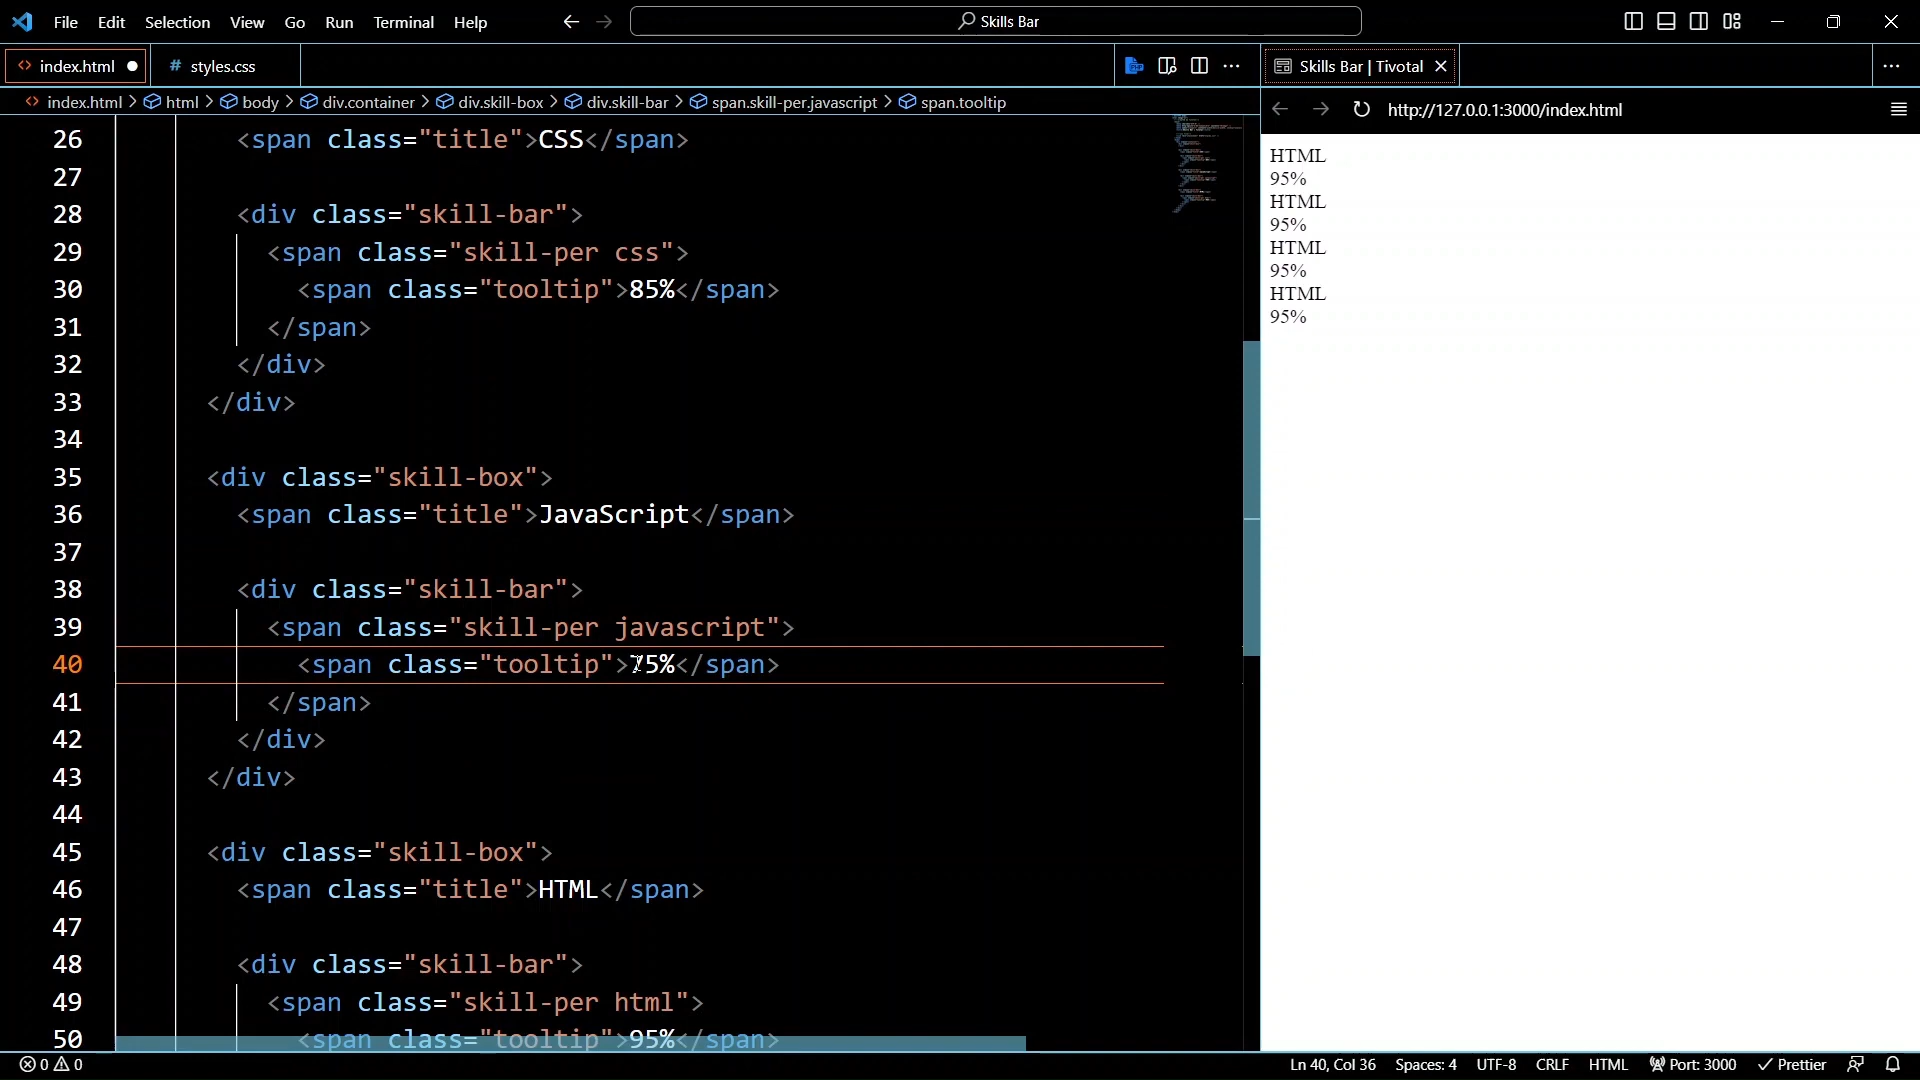 File Edit Selection View Go Run Terminal Help
Skills Bar
index.html
# styles.css
Skills Bar | Tivotal
index.html > html > body > div.container > div.skill-box > div.skill-bar > span.skill-per.javascript > span.tooltip
http://127.0.0.1:3000/index.html
26 <span class="title">CSS</span>
27
28 <div class="skill-bar">
29 <span class="skill-per css">
30 <span class="tooltip">85%</span>
31 </span>
32 </div>
33 </div>
34
35 <div class="skill-box">
36 <span class="title">JavaScript</span>
37
38 <div class="skill-bar">
39 <span class="skill-per javascript">
40 <span class="tooltip">75%</span>
41 </span>
42 </div>
43 </div>
44
45 <div class="skill-box">
46 <span class="title">HTML</span>
47
48 <div class="skill-bar">
49 <span class="skill-per html">
50 <span class="tooltip">95%</span>
HTML
95%
HTML
95%
HTML
95%
HTML
95%
0 0
Ln 40, Col 36 Spaces: 4 UTF-8 CRLF HTML Port: 3000 Prettier